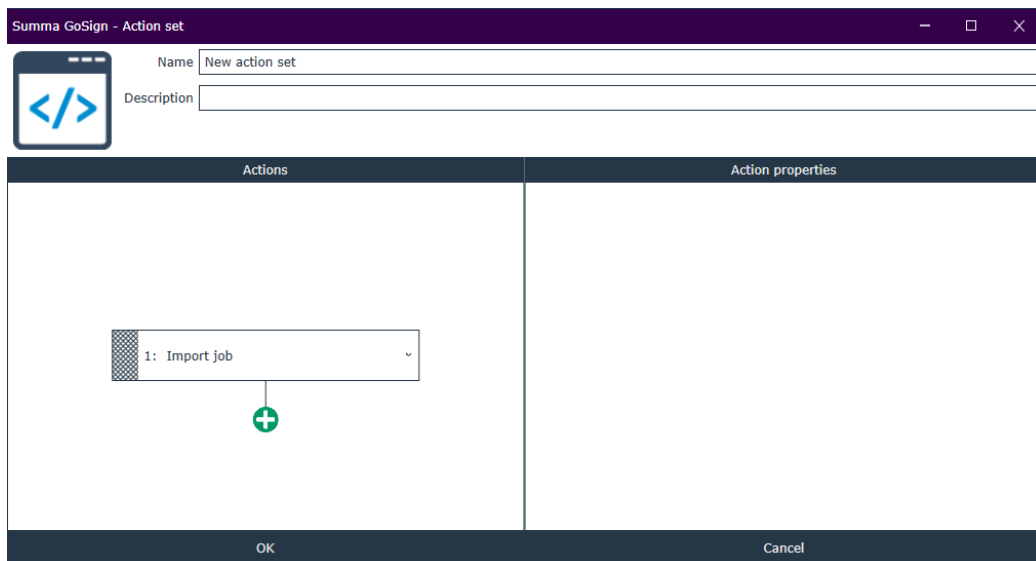 Summa GoSign - Action set
Name New action set
Description
</>
Actions Action properties
1: Import job
OK Cancel